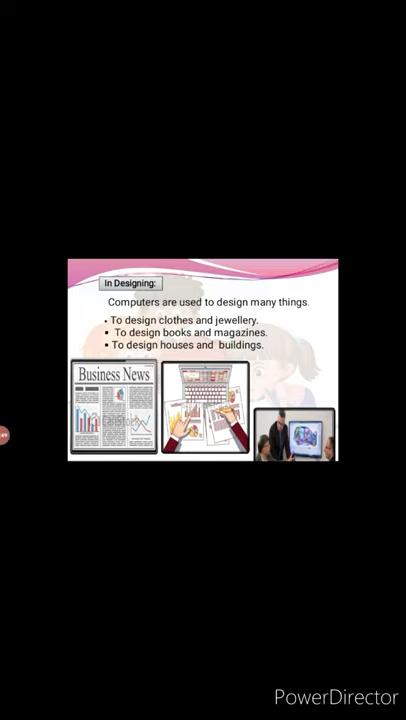 In Designing:
Computers are used to design many things.
• To design clothes and jewellery.
▪ To design books and magazines.
▪ To design houses and buildings.
Business News
PowerDirector